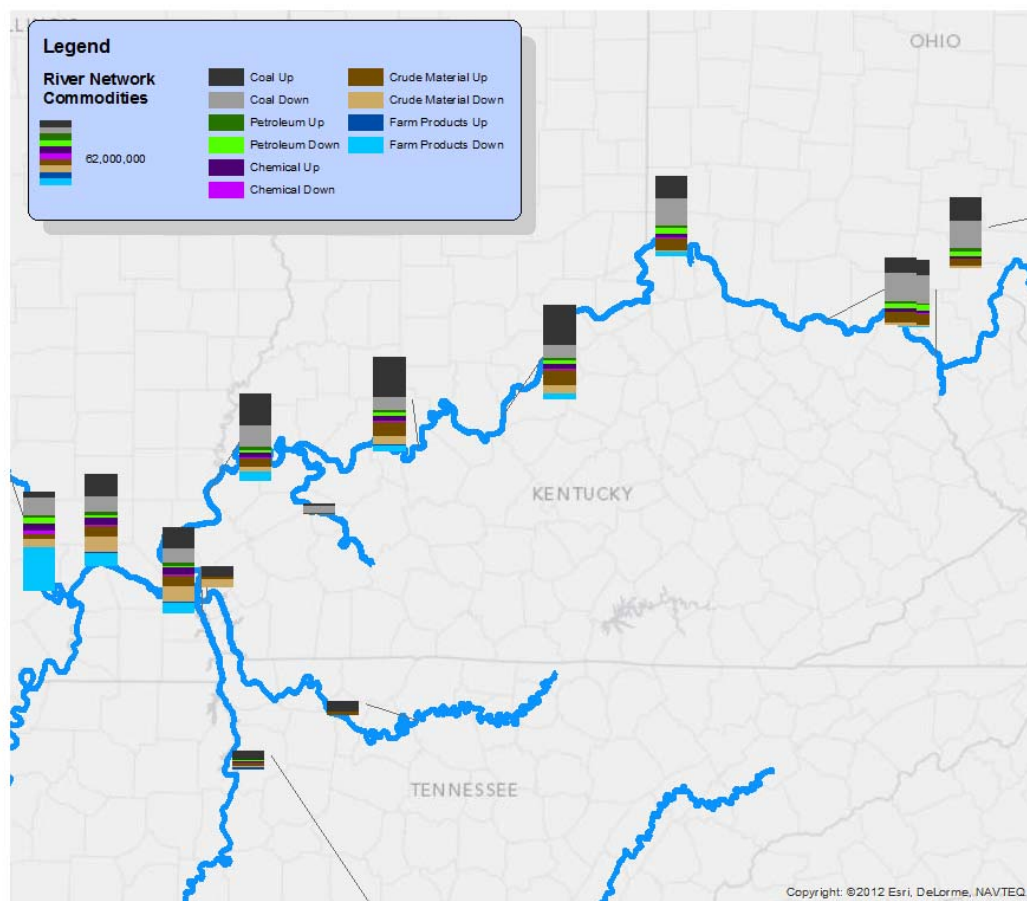 Legend
River Network
Commodities
62,000,000
Coal Up
Coal Down
Petroleum Up
Petroleum Down
Chemical Up
Chemical Down
Crude Material Up
Crude Material Down
Farm Products Up
Farm Products Down
OHIO
KENTUCKY
TENNESSEE
Copyright: ©2012 Esri, DeLorme, NAVTEQ